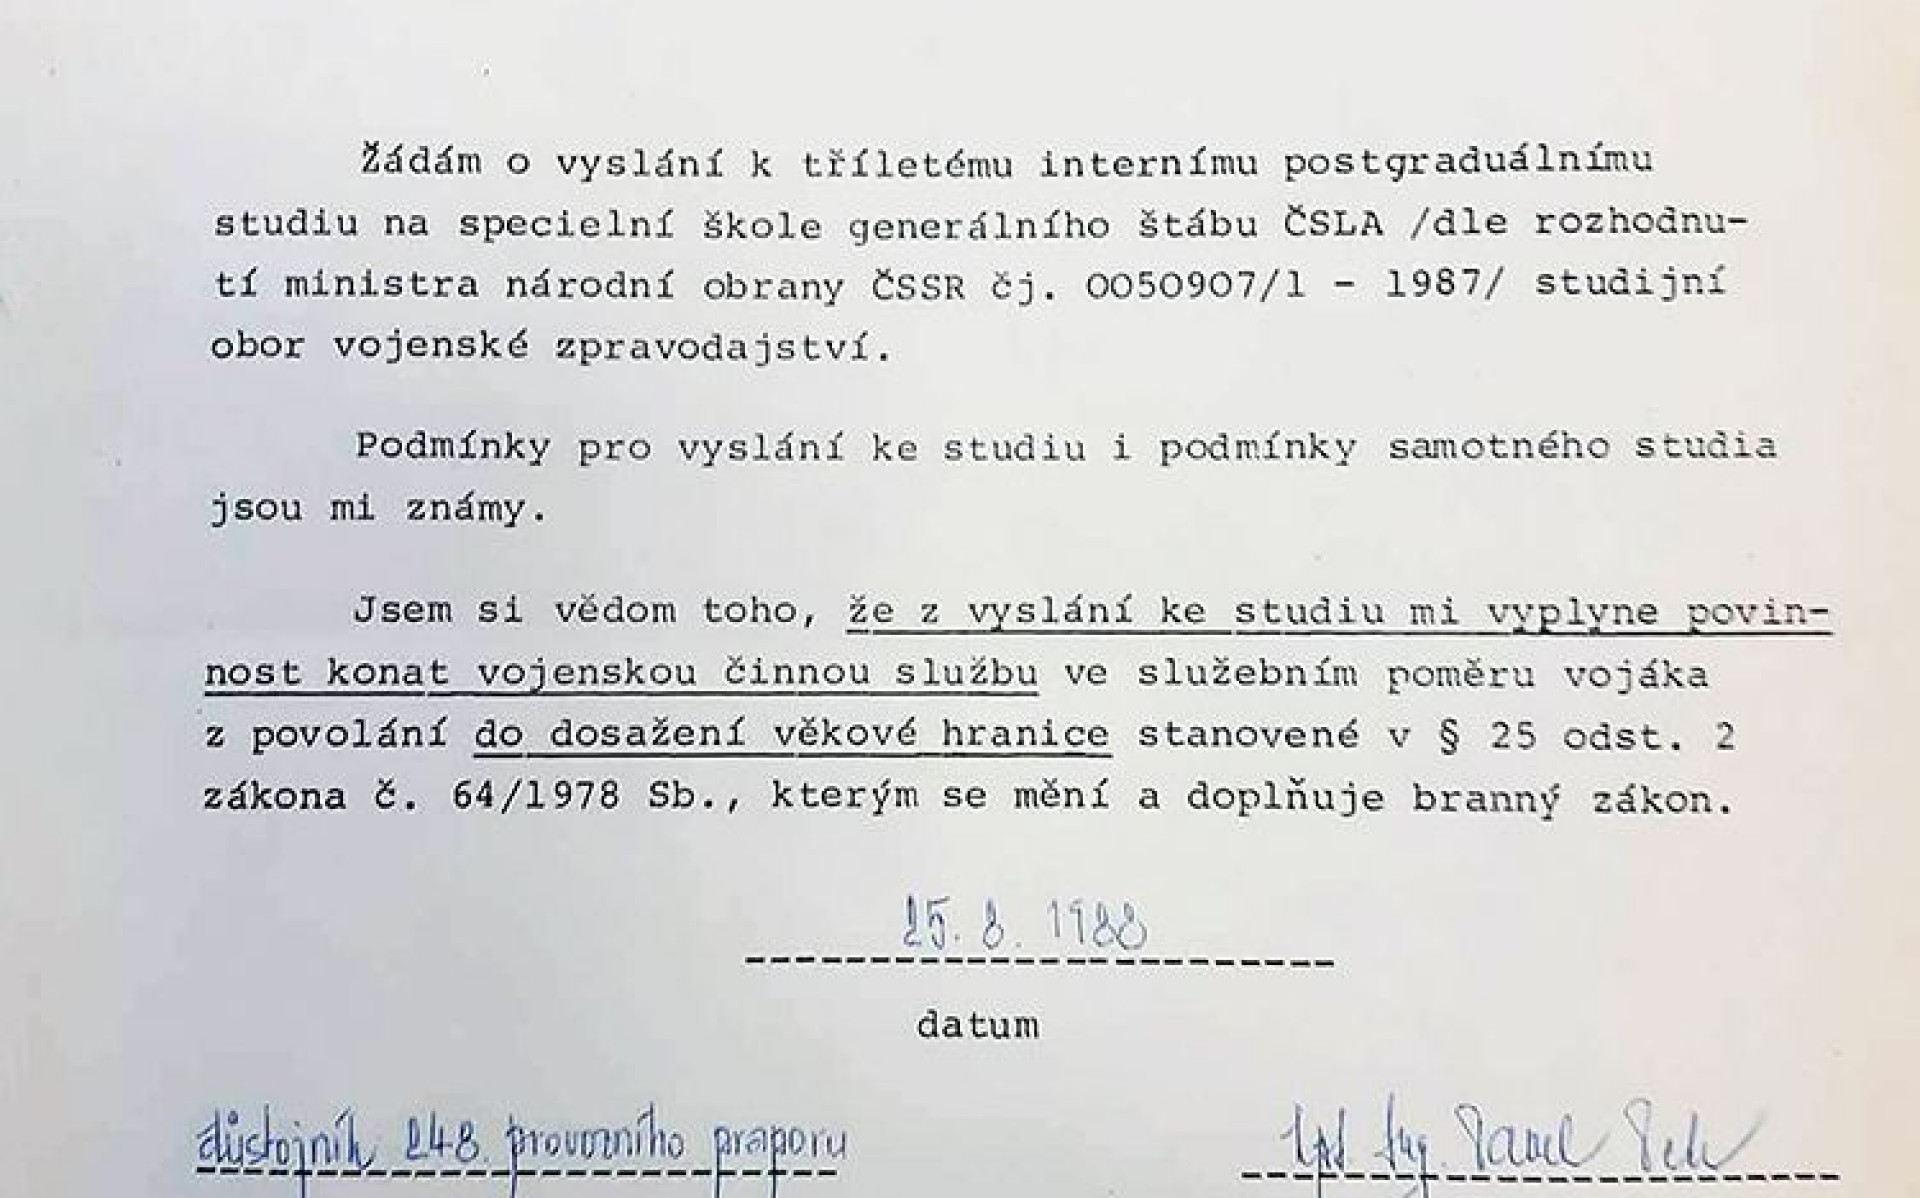 Žádám o vyslání k tříletému internímu postgraduálnímu
studiu na specielní škole generálního štábu ČSLA /dle rozhodnu-
tí ministra národní obrany ČSSR čj. 0050907/1 - 1987/ studijní
obor vojenské zpravodajství.
Podmínky pro vyslání ke studiu i podmínky samotného studia
jsou mi známy.
Jsem si vědom toho, že z vyslání ke studiu mi vyplyne povin-
nost konat vojenskou činnou službu ve služebním poměru vojáka
z povolání do dosažení věkové hranice stanovené v § 25 odst. 2
zákona č. 64/1978 Sb., kterým se mění a doplňuje branný zákon.
25. 8. 1988
datum
důstojník 248. provozního praporu
Ing. Pavel